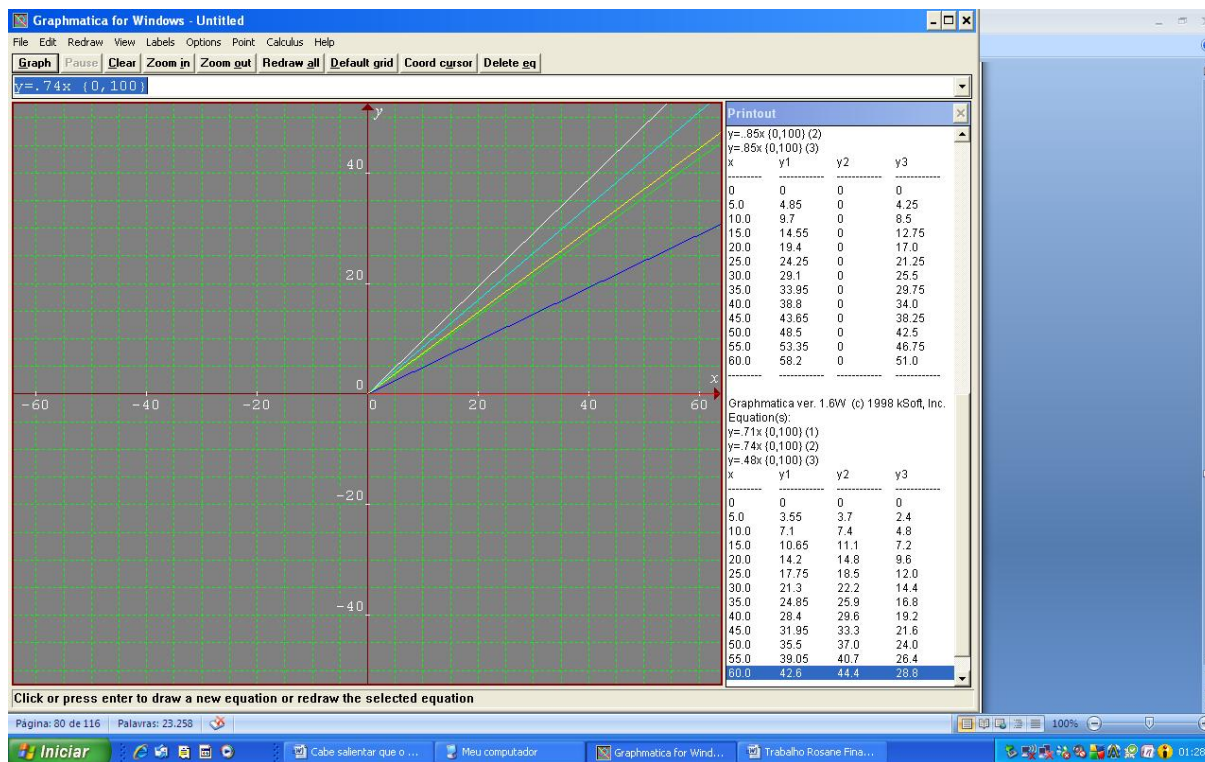 Graphmatica for Windows - Untitled
File Edit Redraw View Labels Options Point Calculus Help
Graph Pause Clear Zoom in Zoom out Redraw all Default grid Coord cursor Delete eq
y=.74x {0,100}
y
40
20
0
x
-60 -40 -20 0 20 40 60
-20
-40
Printout
y=..85x {0,100} (2)
y=.85x {0,100} (3)
x y1 y2 y3
--------- ----------- ----------- -----------
0 0 0 0
5.0 4.85 0 4.25
10.0 9.7 0 8.5
15.0 14.55 0 12.75
20.0 19.4 0 17.0
25.0 24.25 0 21.25
30.0 29.1 0 25.5
35.0 33.95 0 29.75
40.0 38.8 0 34.0
45.0 43.65 0 38.25
50.0 48.5 0 42.5
55.0 53.35 0 46.75
60.0 58.2 0 51.0
--------- ----------- ----------- -----------
Graphmatica ver. 1.6W (c) 1998 kSoft, Inc.
Equation(s):
y=.71x {0,100} (1)
y=.74x {0,100} (2)
y=.48x {0,100} (3)
x y1 y2 y3
--------- ----------- ----------- -----------
0 0 0 0
5.0 3.55 3.7 2.4
10.0 7.1 7.4 4.8
15.0 10.65 11.1 7.2
20.0 14.2 14.8 9.6
25.0 17.75 18.5 12.0
30.0 21.3 22.2 14.4
35.0 24.85 25.9 16.8
40.0 28.4 29.6 19.2
45.0 31.95 33.3 21.6
50.0 35.5 37.0 24.0
55.0 39.05 40.7 26.4
60.0 42.6 44.4 28.8
Click or press enter to draw a new equation or redraw the selected equation
Página: 80 de 116 Palavras: 23.258 100%
Iniciar Cabe salientar que o ... Meu computador Graphmatica for Wind... Trabalho Rosane Fina... 01:28